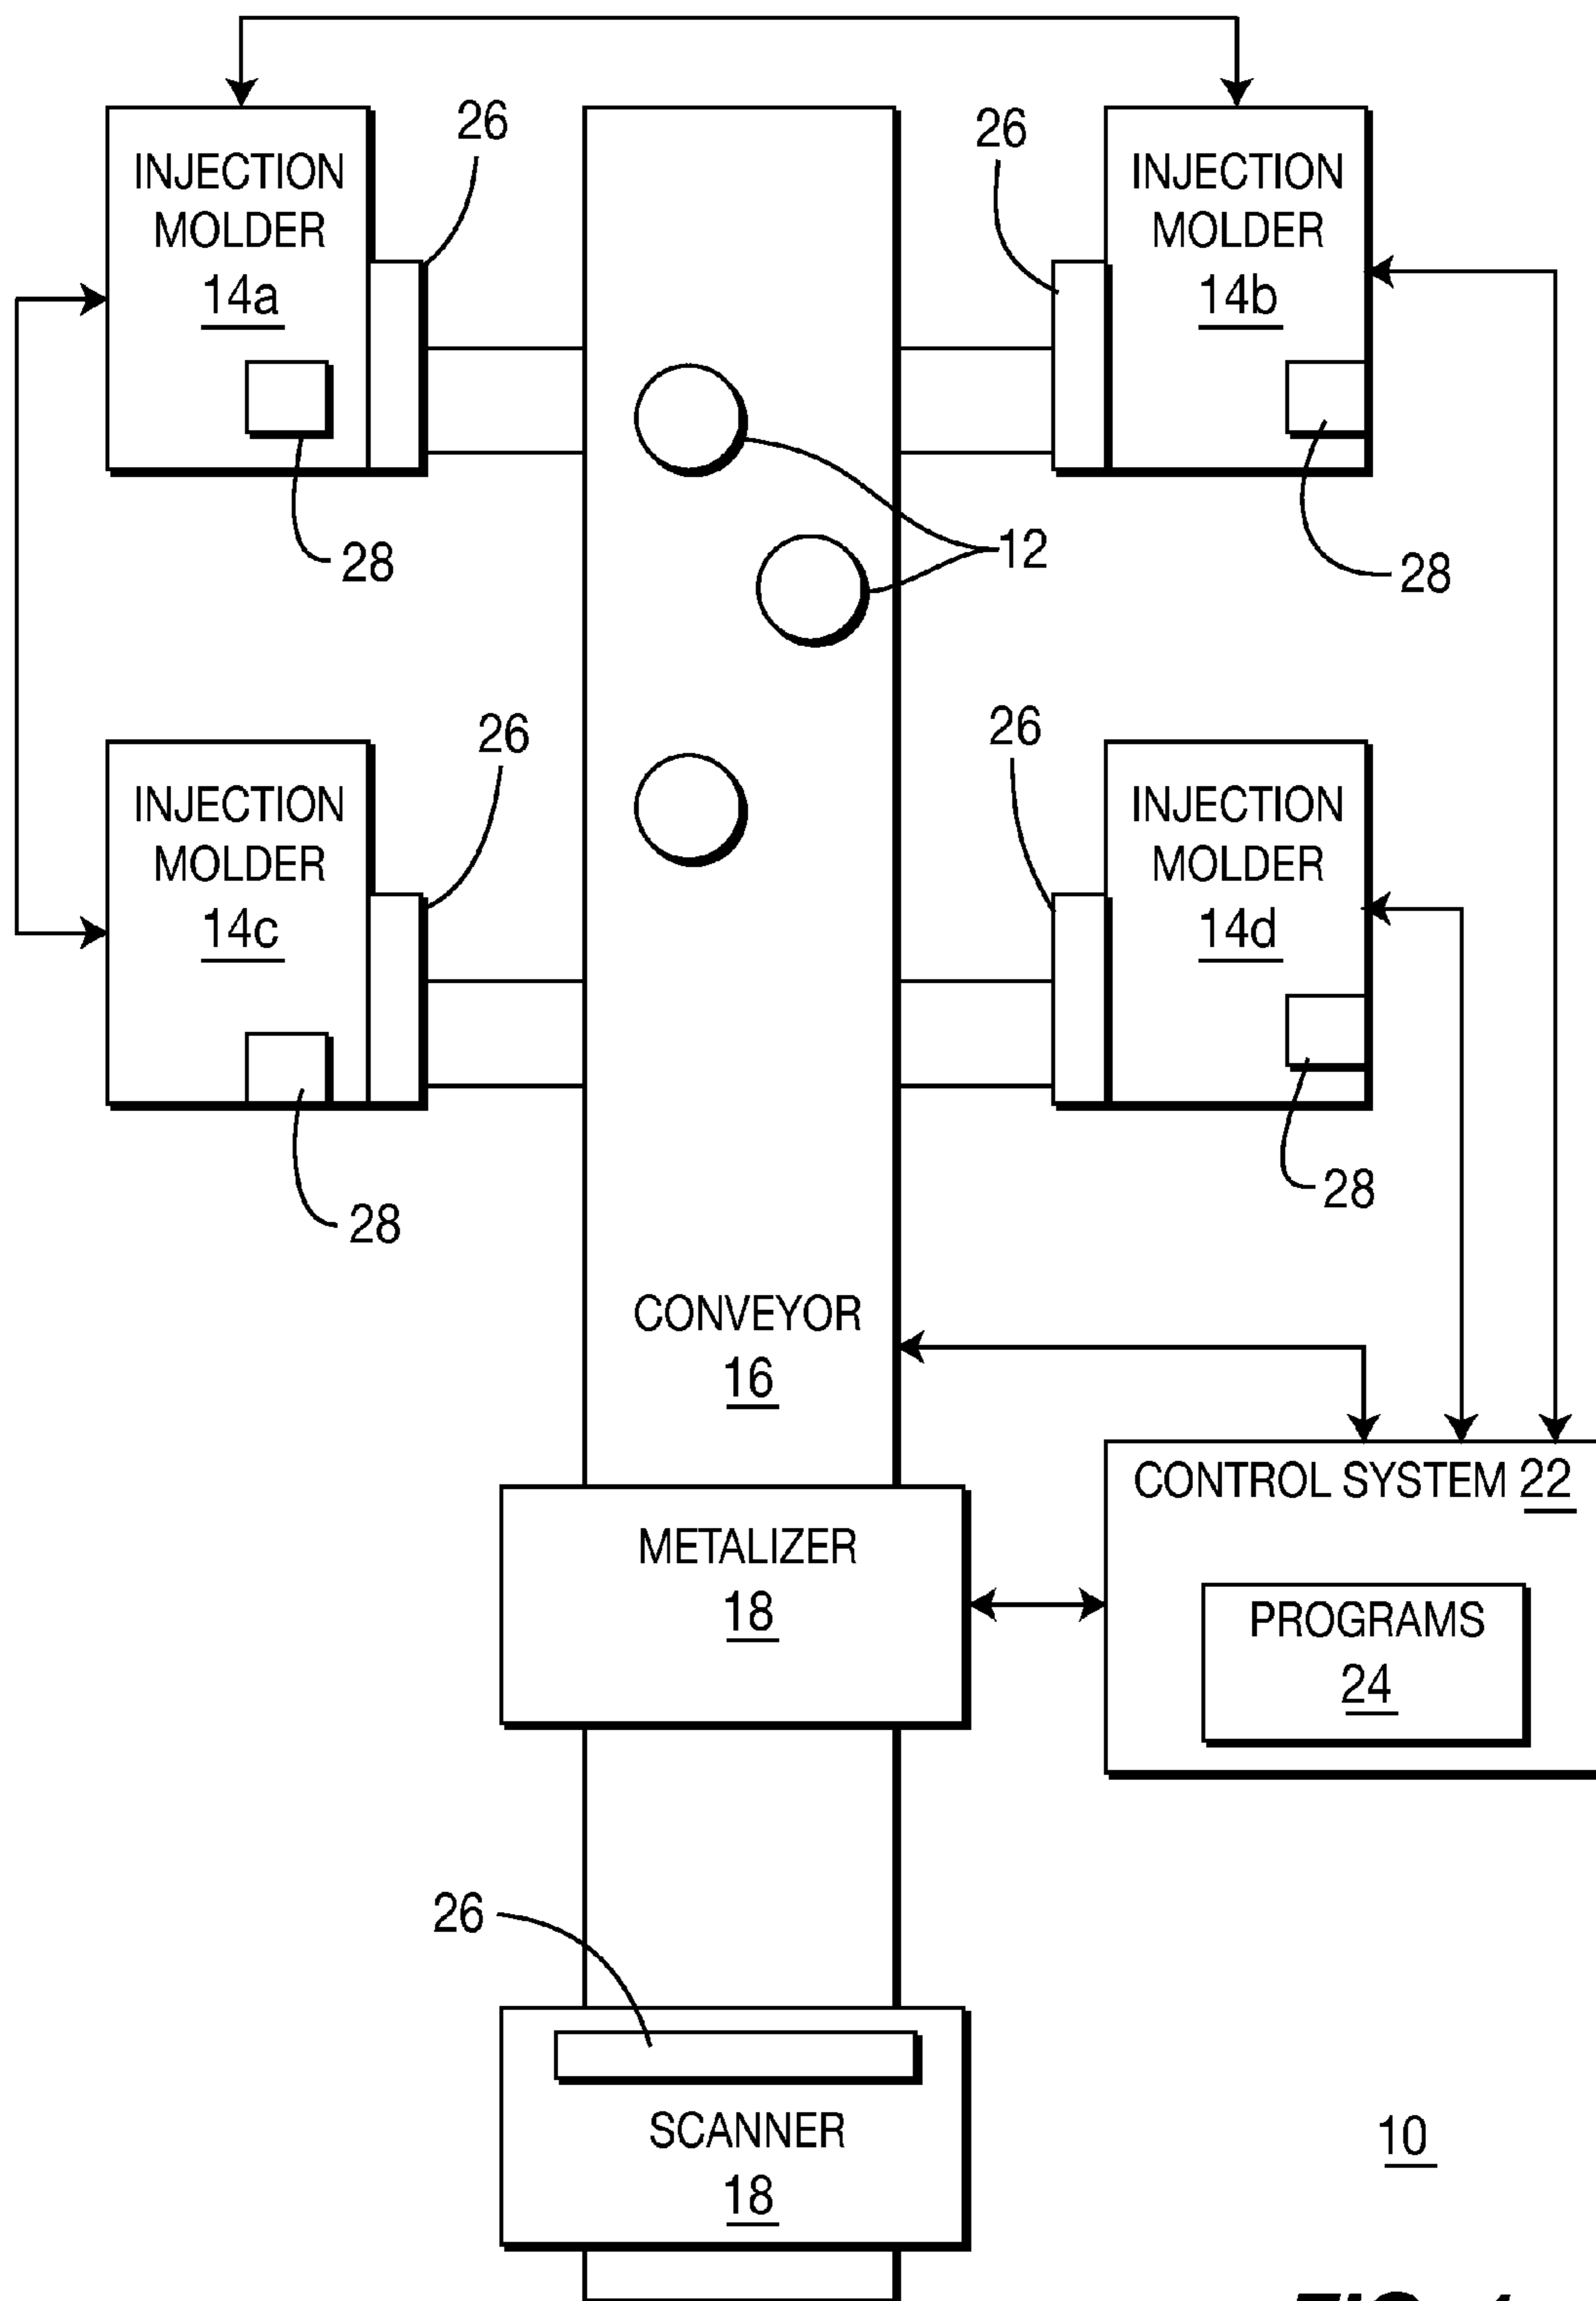 26
26
INJECTION
MOLDER
14a
INJECTION
MOLDER
14b
28
12
28
26
26
INJECTION
MOLDER
14c
INJECTION
MOLDER
14d
28
28
CONVEYOR
16
CONTROL SYSTEM 22
METALIZER
18
PROGRAMS
24
26
SCANNER
18
10